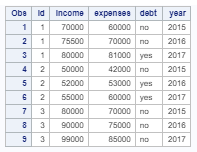 Obs id income expenses debt year
1 1 70000 60000 no 2015
2 1 75500 70000 no 2016
3 1 80000 81000 yes 2017
4 2 50000 42000 no 2015
5 2 52000 53000 yes 2016
6 2 55000 60000 yes 2017
7 3 80000 70000 no 2015
8 3 90000 75000 no 2016
9 3 99000 85000 no 2017